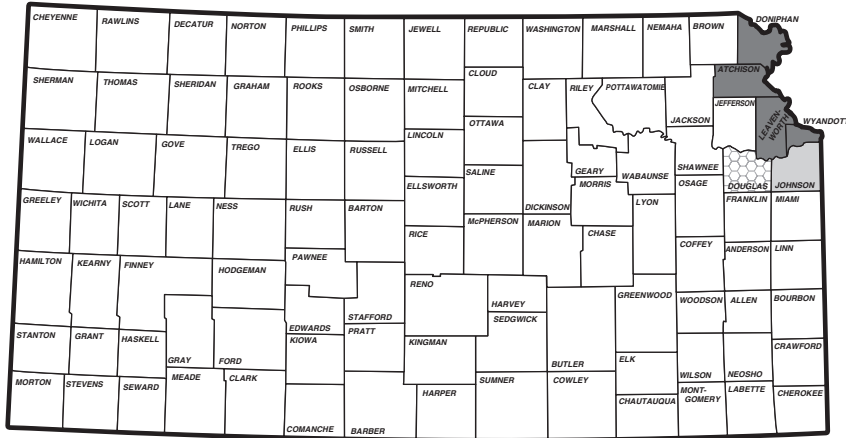 CHEYENNE RAWLINS DECATUR NORTON PHILLIPS SMITH JEWELL REPUBLIC WASHINGTON MARSHALL NEMAHA BROWN DONIPHAN
SHERMAN THOMAS SHERIDAN GRAHAM ROOKS OSBORNE MITCHELL CLOUD CLAY RILEY POTTAWATOMIE JACKSON ATCHISON
JEFFERSON LEAVEN-
WORTH WYANDOTT
WALLACE LOGAN GOVE TREGO ELLIS RUSSELL LINCOLN OTTAWA
ELLSWORTH SALINE DICKINSON GEARY
MORRIS WABAUNSE SHAWNEE
OSAGE DOUGLAS JOHNSON
GREELEY WICHITA SCOTT LANE NESS RUSH BARTON RICE McPHERSON MARION CHASE LYON FRANKLIN MIAMI
HAMILTON KEARNY FINNEY HODGEMAN PAWNEE STAFFORD RENO HARVEY COFFEY ANDERSON LINN
EDWARDS
KIOWA PRATT SEDGWICK GREENWOOD WOODSON ALLEN BOURBON
STANTON GRANT HASKELL GRAY FORD KINGMAN BUTLER ELK WILSON NEOSHO CRAWFORD
MORTON STEVENS SEWARD MEADE CLARK COMANCHE BARBER HARPER SUMNER COWLEY CHAUTAUQUA MONT-
GOMERY LABETTE CHEROKEE